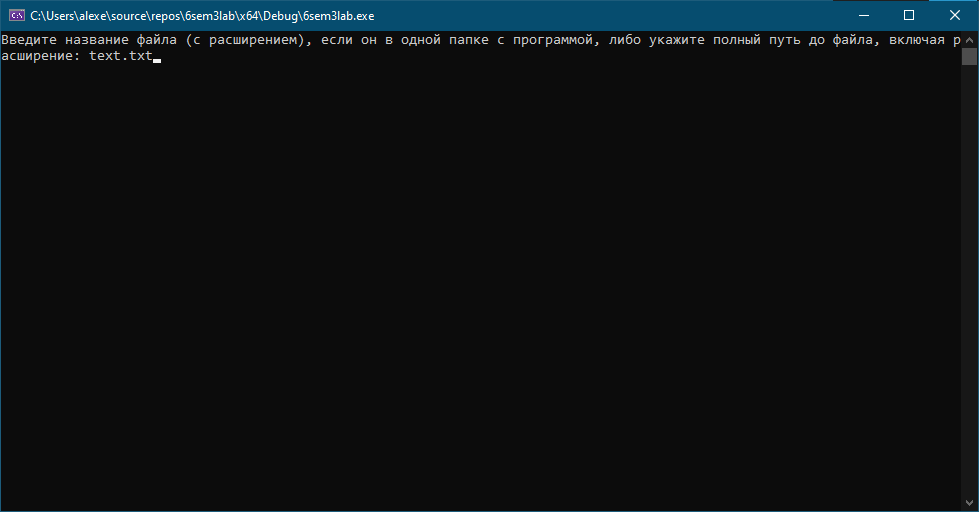 C:\Users\alexe\source\repos\6sem3lab\x64\Debug\6sem3lab.exe
Введите название файла (с расширением), если он в одной папке с программой, либо укажите полный путь до файла, включая р
асширение: text.txt